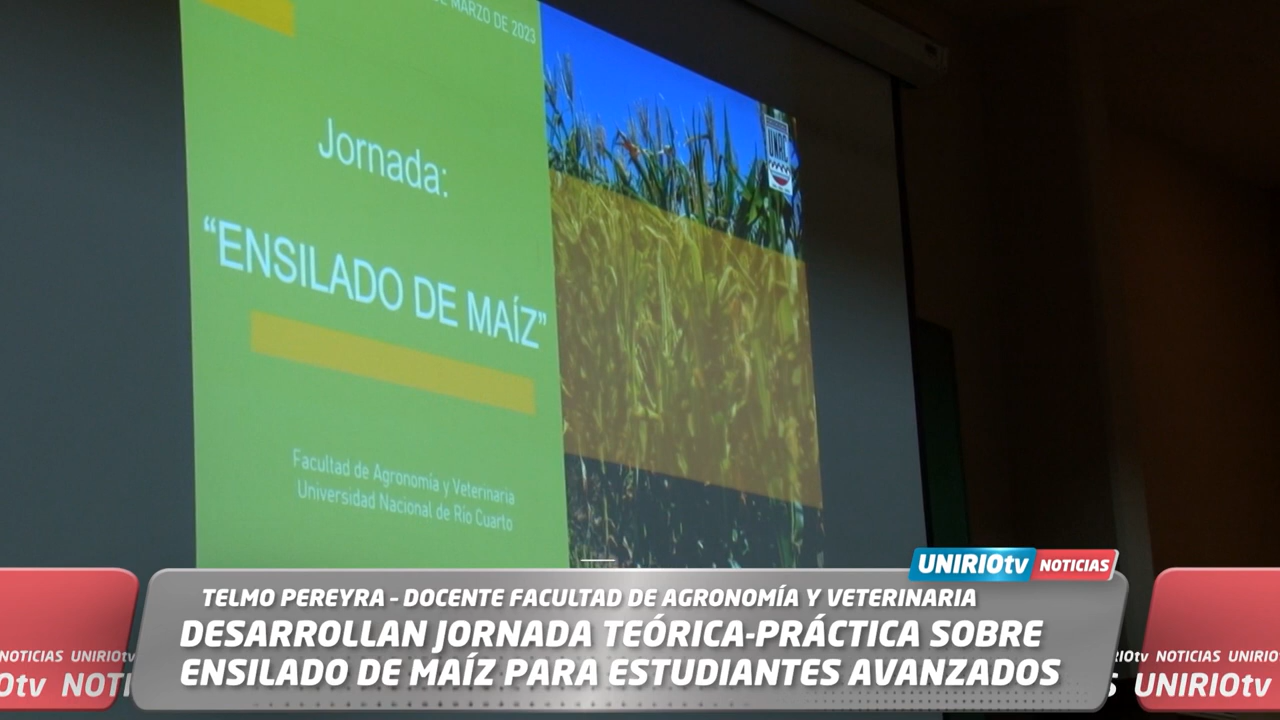 DE MARZO DE 2023
Jornada:
“ENSILADO DE MAÍZ”
UNRC
Facultad de Agronomía y Veterinaria
Universidad Nacional de Río Cuarto
UNIRIOtv NOTICIAS
TELMO PEREYRA - DOCENTE FACULTAD DE AGRONOMÍA Y VETERINARIA
DESARROLLAN JORNADA TEÓRICA-PRÁCTICA SOBRE
ENSILADO DE MAÍZ PARA ESTUDIANTES AVANZADOS
NOTICIAS UNIRIOtv
NOTICIAS UNIRIO
UNIRIOtv